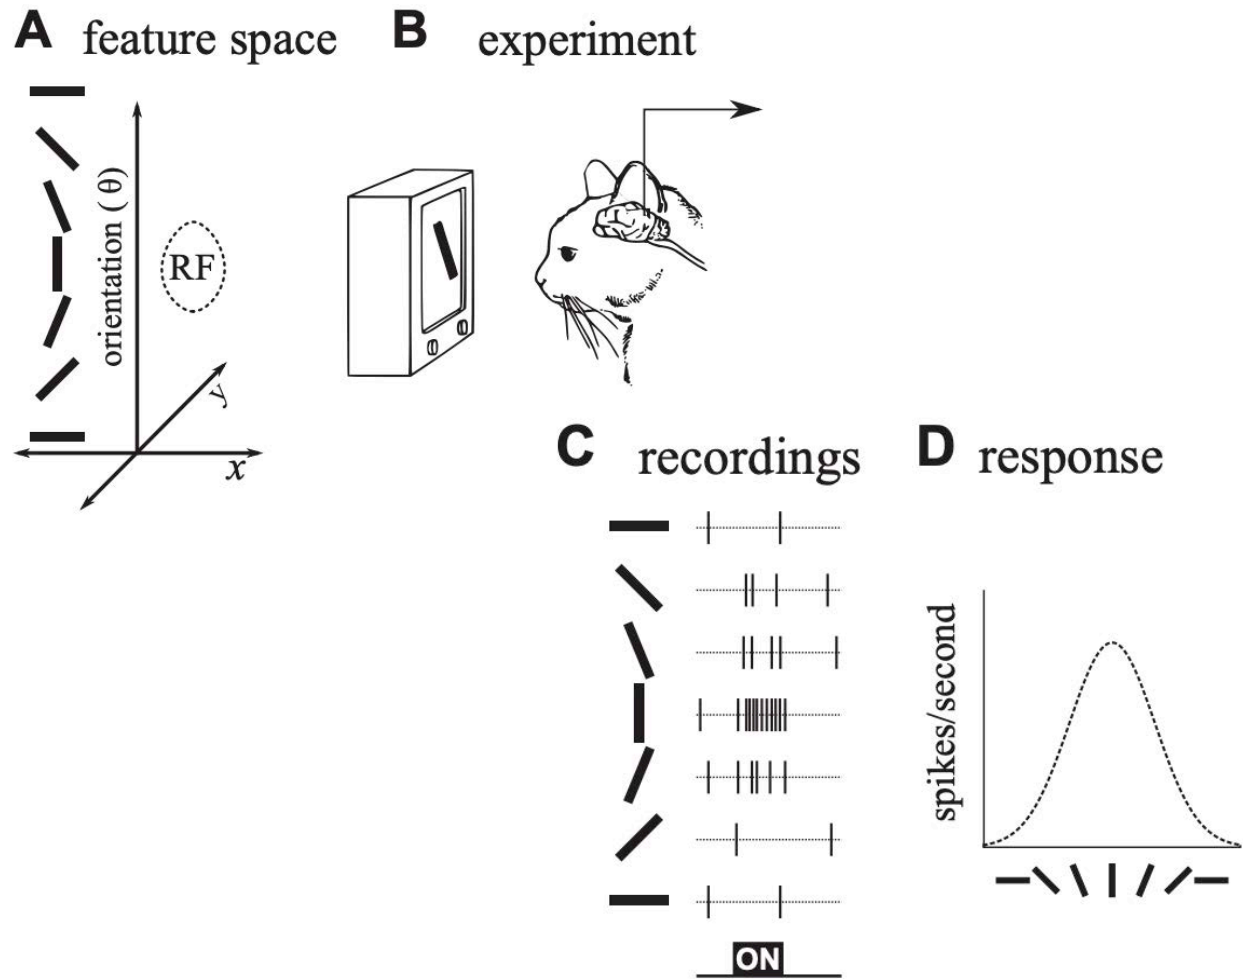 A feature space
B experiment
orientation ( θ)
RF
y
x
C recordings
D response
spikes/second
ON